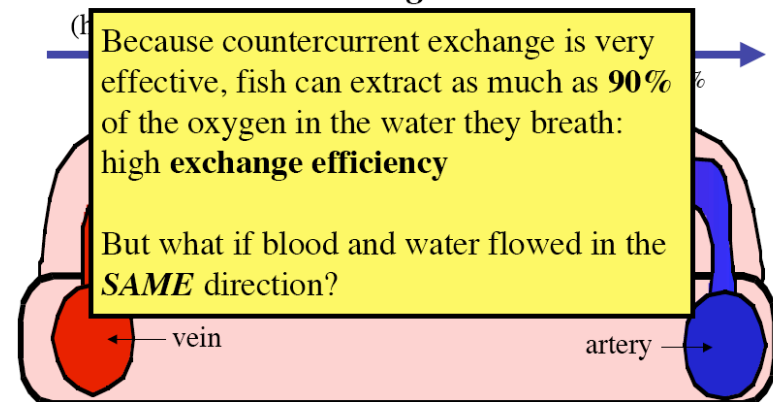 (h
Because countercurrent exchange is very
effective, fish can extract as much as 90%
%
of the oxygen in the water they breath:
high exchange efficiency
But what if blood and water flowed in the
SAME direction?
vein
artery